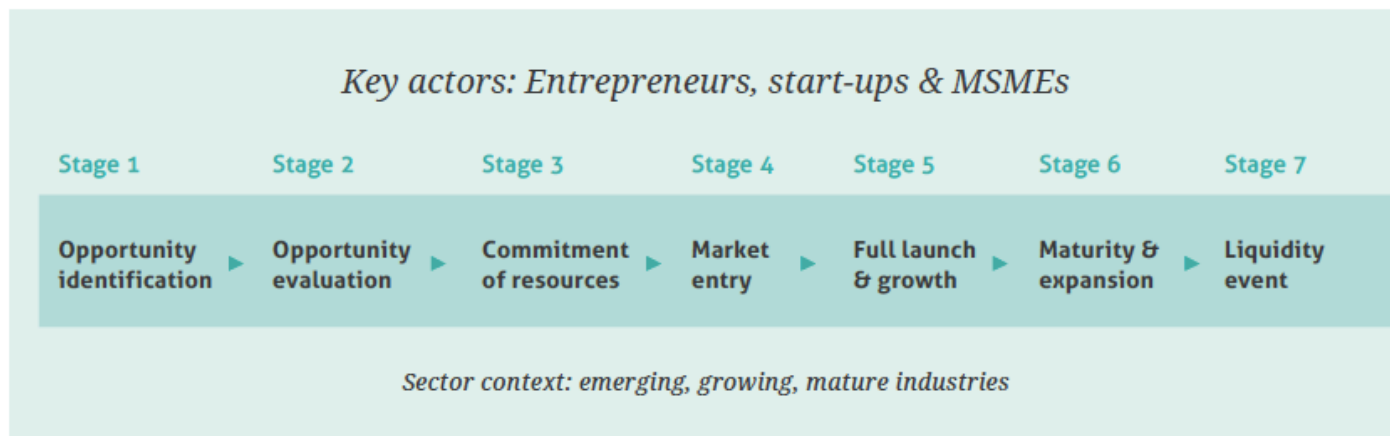 Key actors: Entrepreneurs, start-ups & MSMEs
Stage 1 Stage 2 Stage 3 Stage 4 Stage 5 Stage 6 Stage 7
Opportunity identification
Opportunity evaluation
Commitment of resources
Market entry
Full launch & growth
Maturity & expansion
Liquidity event
Sector context: emerging, growing, mature industries